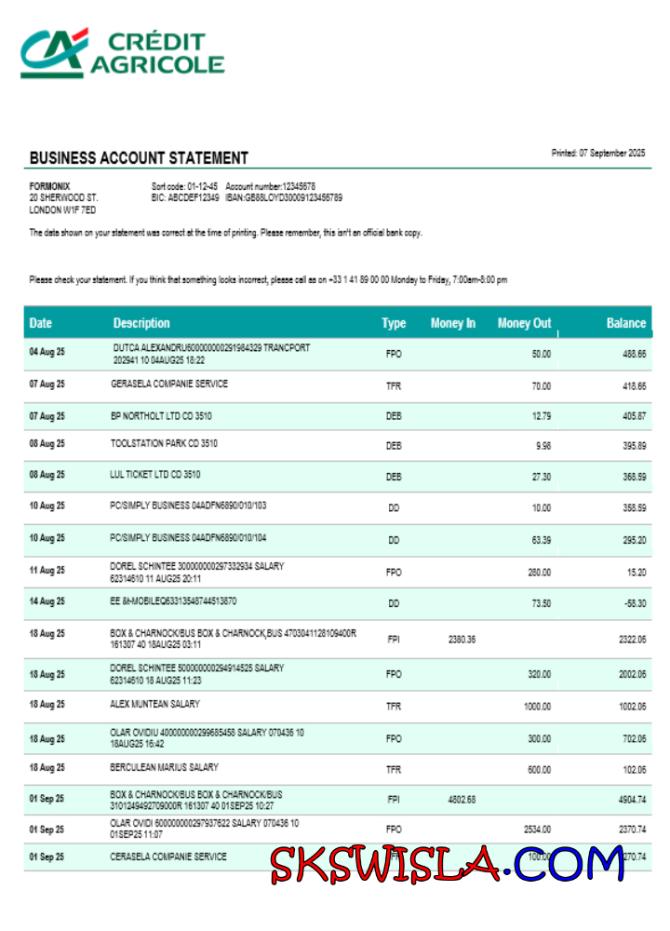 CRÉDIT
AGRICOLE
BUSINESS ACCOUNT STATEMENT
Printed: 07 September 2025
FORMONIX Sort code: 01-12-45 Account number:12345678
20 SHERWOOD ST. BIC: ABCDEF12349 IBAN:GB88LOYD30009123456789
LONDON W1F 7ED
The data shown on your statement was correct at the time of printing. Please remember, this isn't an official bank copy.
Please check your statement. If you think that something looks incorrect, please call as on +33 1 41 89 00 00 Monday to Friday, 7:00am-8:00 pm
Date Description Type Money In Money Out Balance
04 Aug 25 DUTCA ALEXANDRU600000000291984329 TRANCPORT
202941 10 04AUG25 18:22 FPO 50.00 488.66
07 Aug 25 GERASELA COMPANIE SERVICE TFR 70.00 418.66
07 Aug 25 BP NORTHOLT LTD CD 3510 DEB 12.79 405.87
08 Aug 25 TOOLSTATION PARK CD 3510 DEB 9.98 395.89
08 Aug 25 LUL TICKET LTD CD 3510 DEB 27.30 368.59
10 Aug 25 PC/SIMPLY BUSINESS 04ADFN6890/010/103 DD 10.00 358.59
10 Aug 25 PC/SIMPLY BUSINESS 04ADFN6890/010/104 DD 63.39 295.20
11 Aug 25 DOREL SCHINTEE 300000000297332934 SALARY
62314610 11 AUG25 20:11 FPO 280.00 15.20
14 Aug 25 EE &I-MOBILEQ63313548744513870 DD 73.50 -58.30
18 Aug 25 BOX & CHARNOCK/BUS BOX & CHARNOCK,BUS 4703041128109400R
161307 40 18AUG25 03:11 FPI 2380.36 2322.06
18 Aug 25 DOREL SCHINTEE 500000000294914525 SALARY
62314610 18 AUG25 11:23 FPO 320.00 2002.06
18 Aug 25 ALEX MUNTEAN SALARY TFR 1000.00 1002.06
18 Aug 25 OLAR OVIDIU 400000000299685458 SALARY 070436 10
18AUG25 16:42 FPO 300.00 702.06
18 Aug 25 BERCULEAN MARIUS SALARY TFR 600.00 102.06
01 Sep 25 BOX & CHARNOCK/BUS BOX & CHARNOCK/BUS
3101249492709000R 161307 40 01SEP25 10:27 FPI 4802.68 4904.74
01 Sep 25 OLAR OVIDI 600000000297937622 SALARY 070436 10
01SEP25 11:07 FPO 2534.00 2370.74
01 Sep 25 CERASELA COMPANIE SERVICE
SKSWISLA.COM